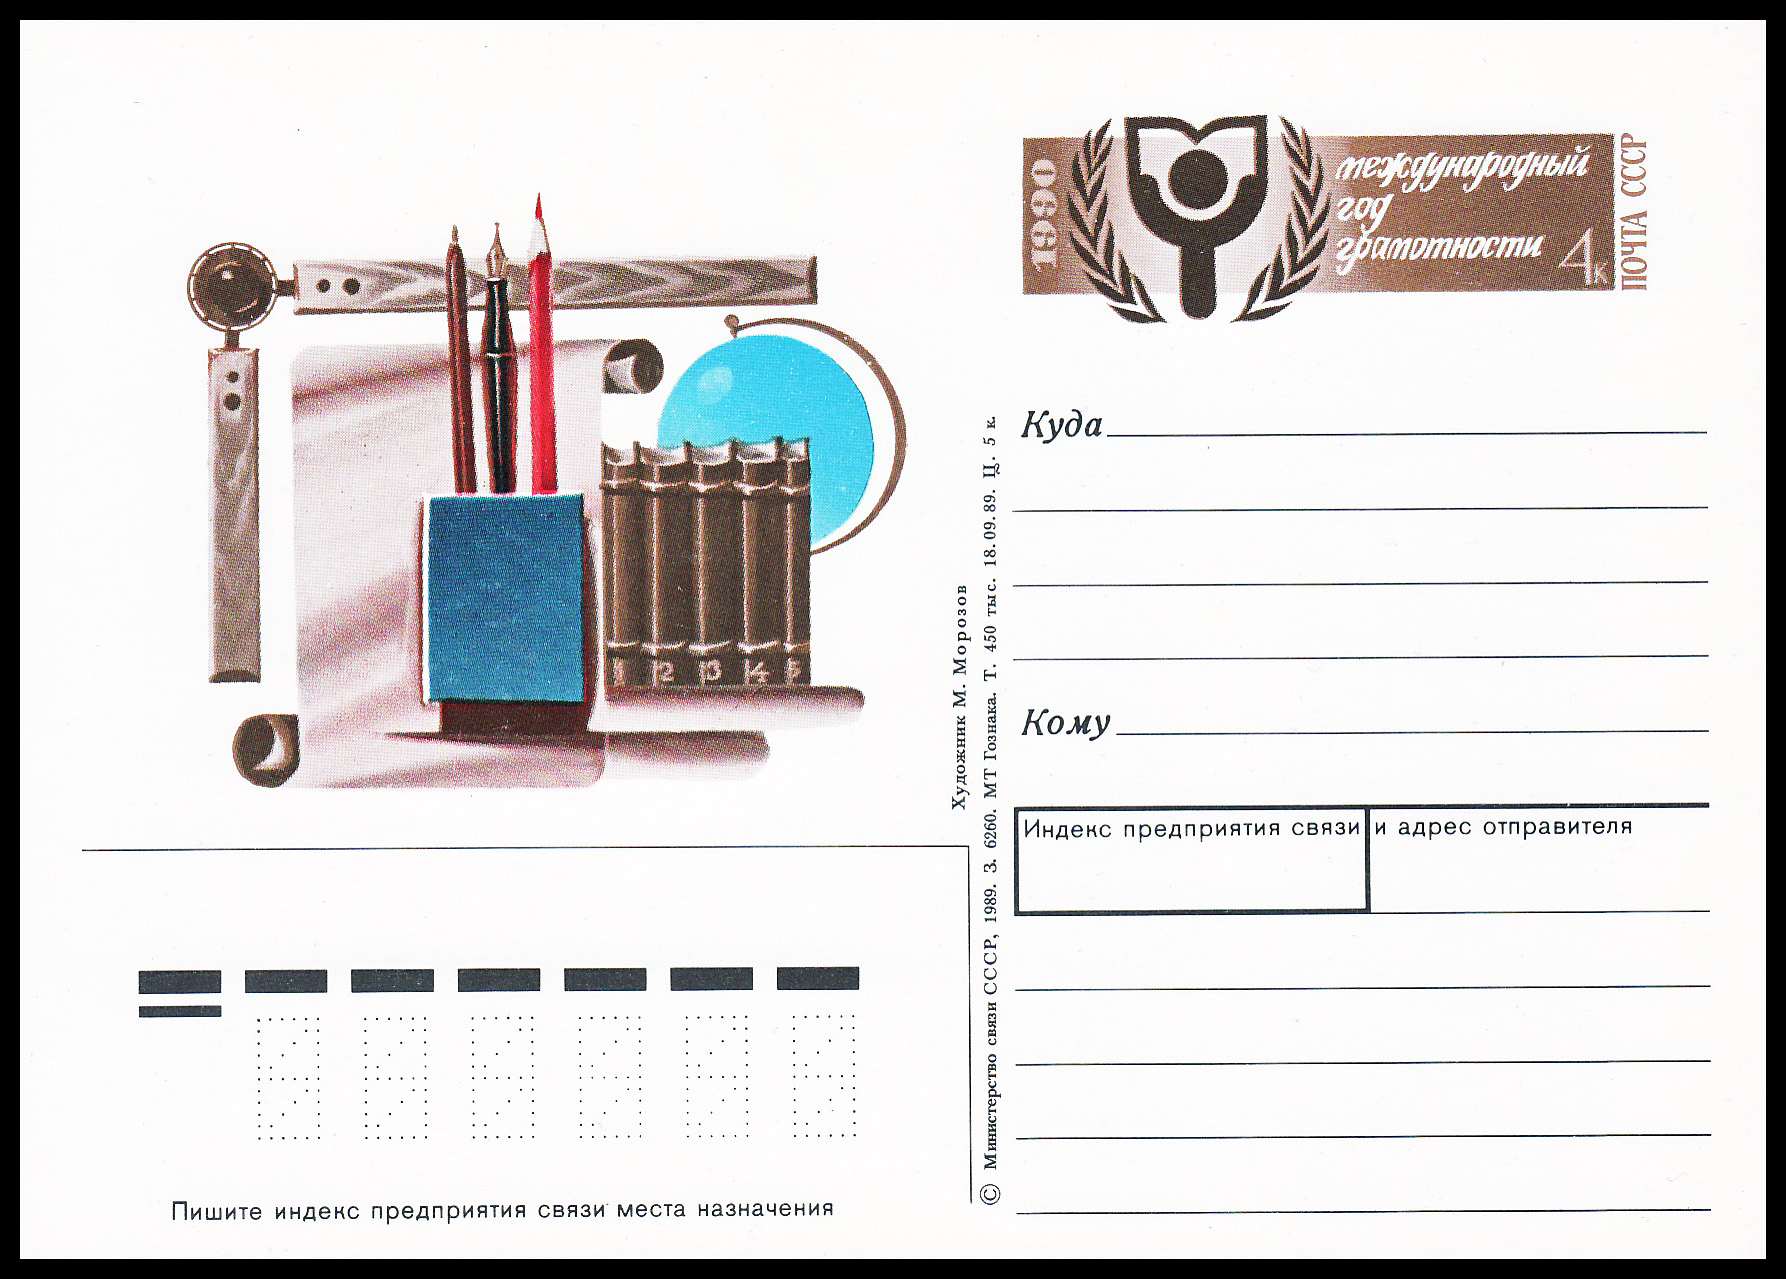 1990
международный
год
грамотности
4к
ПОЧТА СССР
1 2 3 4 5
Куда
Кому
Индекс предприятия связи и адрес отправителя
Художник М. Морозов
© Министерство связи СССР, 1989. З. 6260. МТ Гознака. Т. 450 тыс. 18.09.89. Ц. 5 к.
Пишите индекс предприятия связи места назначения